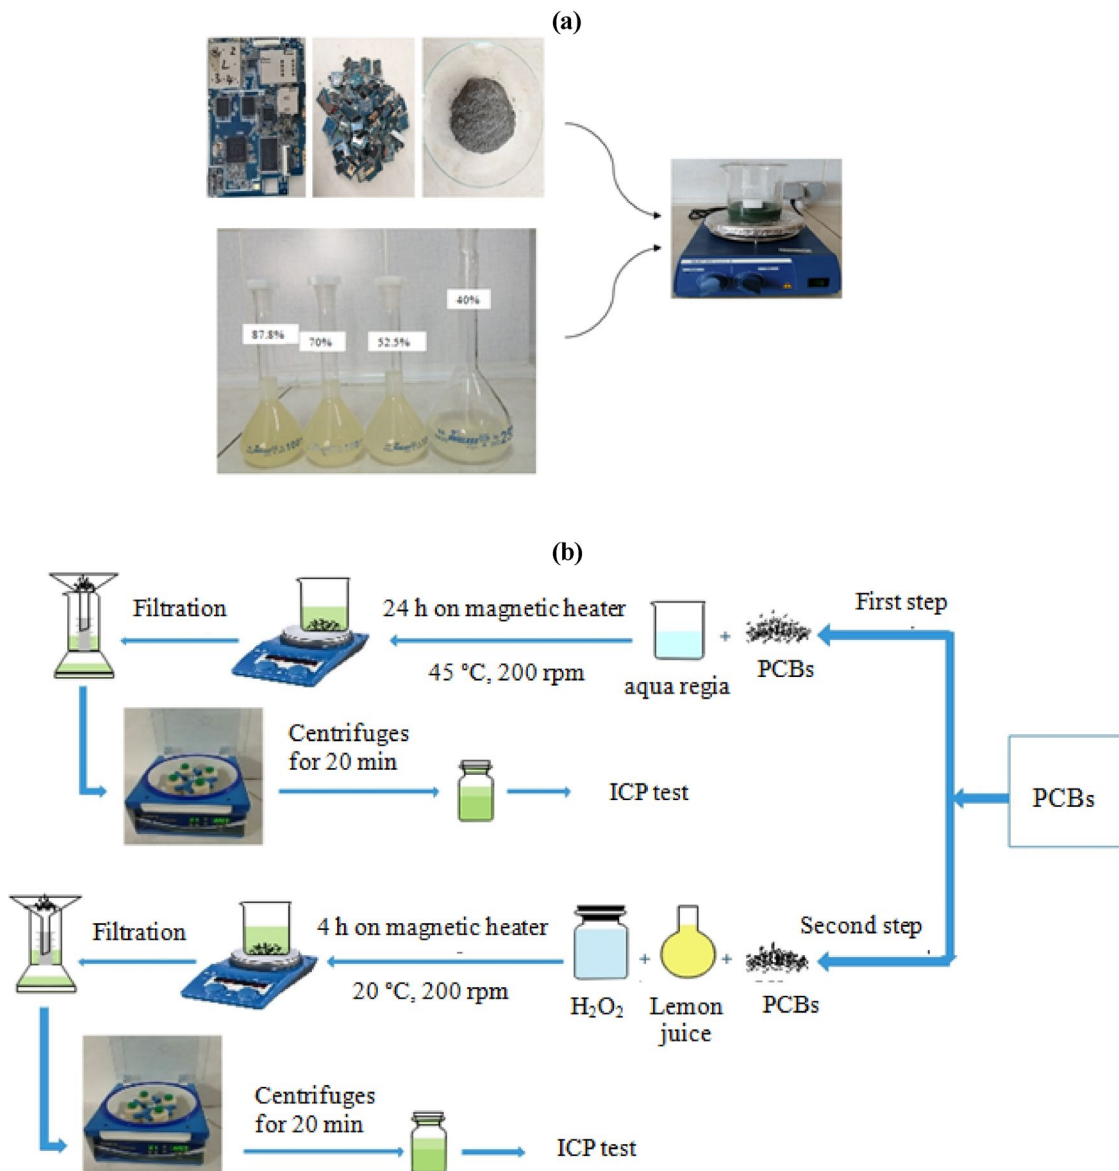 (a)
87.8%
70%
52.5%
40%
(b)
Filtration
24 h on magnetic heater
45 °C, 200 rpm
aqua regia
+
PCBs
First step
Centrifuges
for 20 min
ICP test
PCBs
Filtration
4 h on magnetic heater
20 °C, 200 rpm
H₂O₂
+
Lemon
juice
+
PCBs
Second step
Centrifuges
for 20 min
ICP test